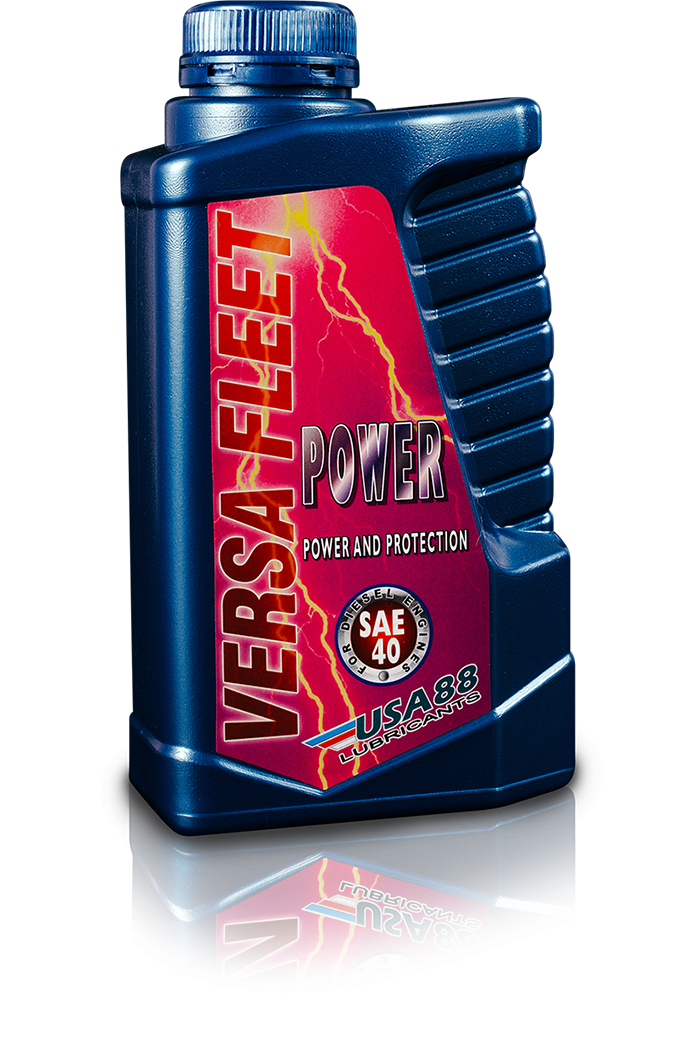 VERSA FLEET
POWER
POWER AND PROTECTION
FOR DIESEL ENGINES
SAE
40
USA88
LUBRICANTS